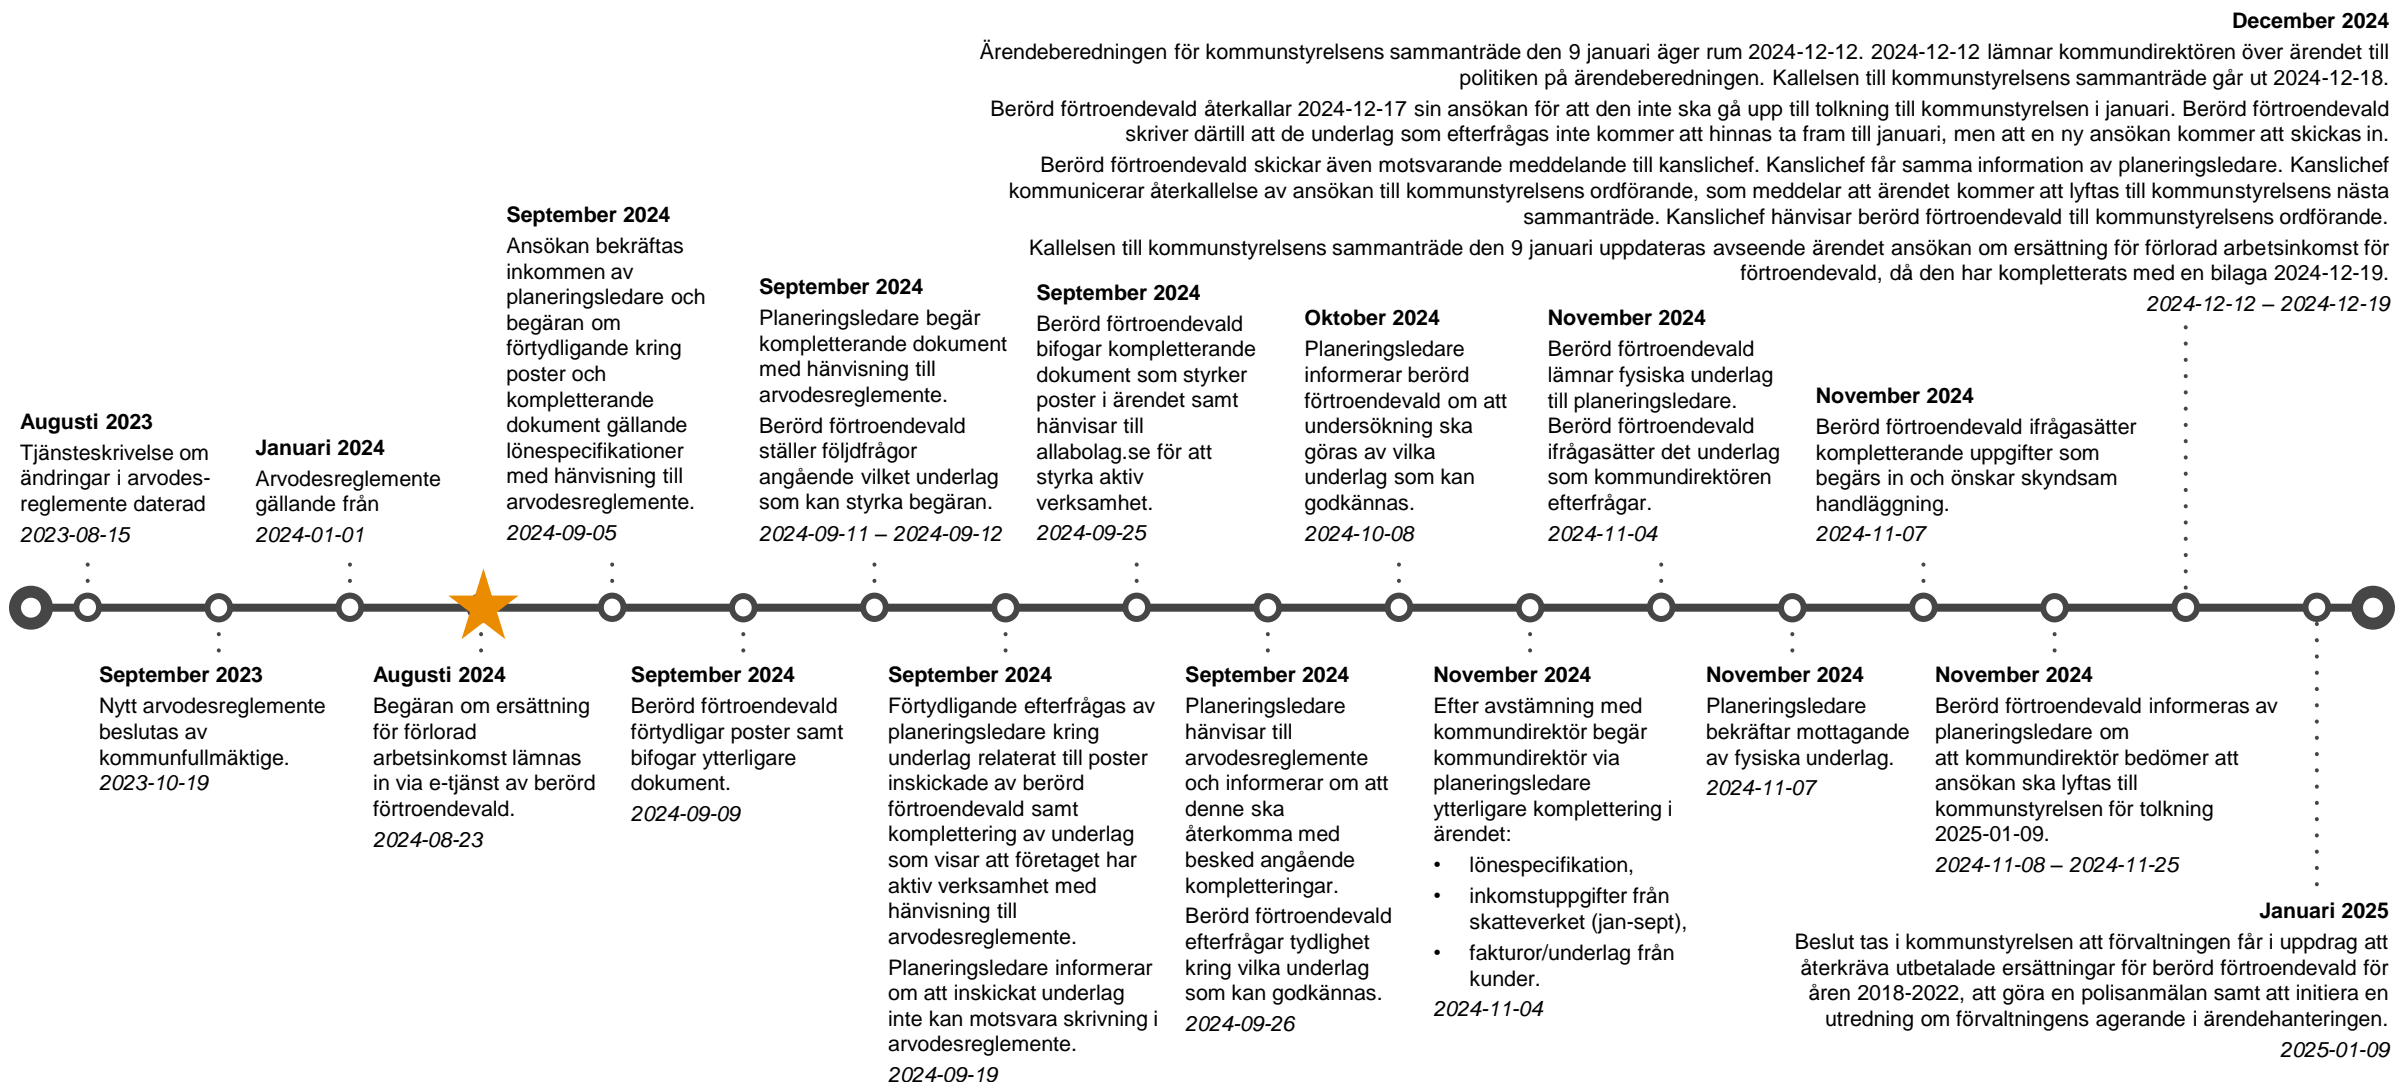 December 2024
Ärendeberedningen för kommunstyrelsens sammanträde den 9 januari äger rum 2024-12-12. 2024-12-12 lämnar kommundirektören över ärendet till
politiken på ärendeberedningen. Kallelsen till kommunstyrelsens sammanträde går ut 2024-12-18.
Berörd förtroendevald återkallar 2024-12-17 sin ansökan för att den inte ska gå upp till tolkning till kommunstyrelsen i januari. Berörd förtroendevald
skriver därtill att de underlag som efterfrågas inte kommer att hinnas ta fram till januari, men att en ny ansökan kommer att skickas in.
Berörd förtroendevald skickar även motsvarande meddelande till kanslichef. Kanslichef får samma information av planeringsledare. Kanslichef
kommunicerar återkallelse av ansökan till kommunstyrelsens ordförande, som meddelar att ärendet kommer att lyftas till kommunstyrelsens nästa
sammanträde. Kanslichef hänvisar berörd förtroendevald till kommunstyrelsens ordförande.
Kallelsen till kommunstyrelsens sammanträde den 9 januari uppdateras avseende ärendet ansökan om ersättning för förlorad arbetsinkomst för
förtroendevald, då den har kompletterats med en bilaga 2024-12-19.
2024-12-12 – 2024-12-19
Augusti 2023
Tjänsteskrivelse om
ändringar i arvodes-
reglemente daterad
2023-08-15
Januari 2024
Arvodesreglemente
gällande från
2024-01-01
September 2024
Ansökan bekräftas
inkommen av
planeringsledare och
begäran om
förtydligande kring
poster och
kompletterande
dokument gällande
lönespecifikationer
med hänvisning till
arvodesreglemente.
2024-09-05
September 2024
Planeringsledare begär
kompletterande dokument
med hänvisning till
arvodesreglemente.
Berörd förtroendevald
ställer följdfrågor
angående vilket underlag
som kan styrka begäran.
2024-09-11 – 2024-09-12
September 2024
Berörd förtroendevald
bifogar kompletterande
dokument som styrker
poster i ärendet samt
hänvisar till
allabolag.se för att
styrka aktiv
verksamhet.
2024-09-25
Oktober 2024
Planeringsledare
informerar berörd
förtroendevald om att
undersökning ska
göras av vilka
underlag som kan
godkännas.
2024-10-08
November 2024
Berörd förtroendevald
lämnar fysiska underlag
till planeringsledare.
Berörd förtroendevald
ifrågasätter det underlag
som kommundirektören
efterfrågar.
2024-11-04
November 2024
Berörd förtroendevald ifrågasätter
kompletterande uppgifter som
begärs in och önskar skyndsam
handläggning.
2024-11-07
September 2023
Nytt arvodesreglemente
beslutas av
kommunfullmäktige.
2023-10-19
Augusti 2024
Begäran om ersättning
för förlorad
arbetsinkomst lämnas
in via e-tjänst av berörd
förtroendevald.
2024-08-23
September 2024
Berörd förtroendevald
förtydligar poster samt
bifogar ytterligare
dokument.
2024-09-09
September 2024
Förtydligande efterfrågas av
planeringsledare kring
underlag relaterat till poster
inskickade av berörd
förtroendevald samt
komplettering av underlag
som visar att företaget har
aktiv verksamhet med
hänvisning till
arvodesreglemente.
Planeringsledare informerar
om att inskickat underlag
inte kan motsvara skrivning i
arvodesreglemente.
2024-09-19
September 2024
Planeringsledare
hänvisar till
arvodesreglemente
och informerar om att
denne ska
återkomma med
besked angående
kompletteringar.
Berörd förtroendevald
efterfrågar tydlighet
kring vilka underlag
som kan godkännas.
2024-09-26
November 2024
Efter avstämning med
kommundirektör begär
kommundirektör via
planeringsledare
ytterligare komplettering i
ärendet:
• lönespecifikation,
• inkomstuppgifter från
skatteverket (jan-sept),
• fakturor/underlag från
kunder.
2024-11-04
November 2024
Planeringsledare
bekräftar mottagande
av fysiska underlag.
2024-11-07
November 2024
Berörd förtroendevald informeras av
planeringsledare om
att kommundirektör bedömer att
ansökan ska lyftas till
kommunstyrelsen för tolkning
2025-01-09.
2024-11-08 – 2024-11-25
Januari 2025
Beslut tas i kommunstyrelsen att förvaltningen får i uppdrag att
återkräva utbetalade ersättningar för berörd förtroendevald för
åren 2018-2022, att göra en polisanmälan samt att initiera en
utredning om förvaltningens agerande i ärendehanteringen.
2025-01-09